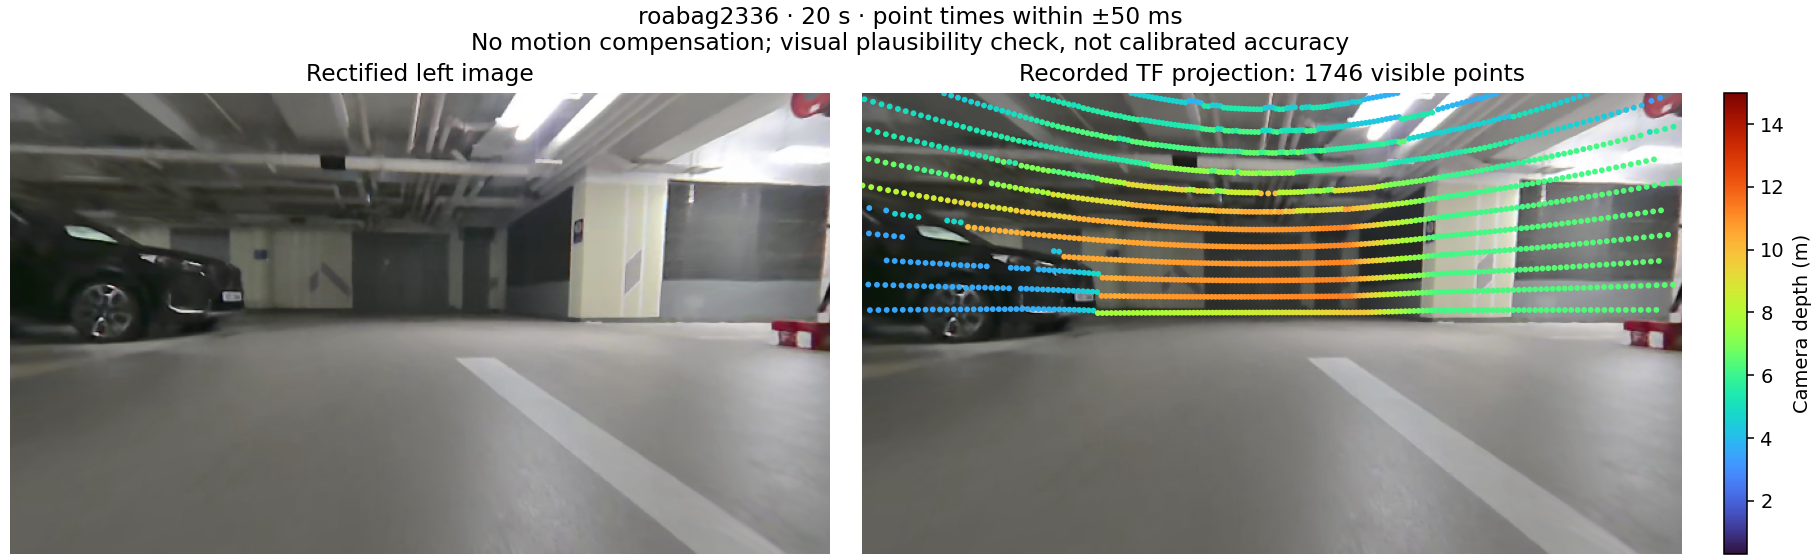 roabag2336 · 20 s · point times within ±50 ms
No motion compensation; visual plausibility check, not calibrated accuracy
Rectified left image
Recorded TF projection: 1746 visible points
14
12
10
8
6
4
2
Camera depth (m)